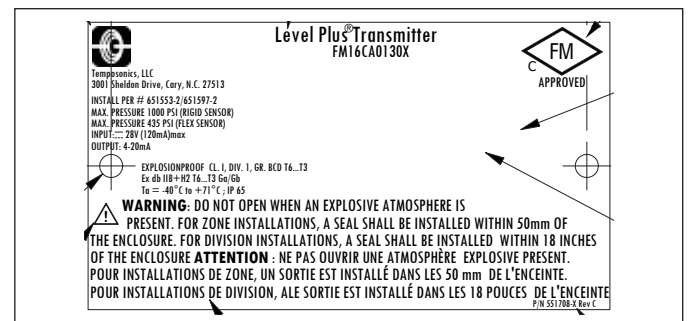 Level Plus® Transmitter
FM16CA0130X
FM
C
APPROVED
Temposonics, LLC
3001 Sheldon Drive, Cary, N.C. 27513
INSTALL PER # 651553-2/651597-2
MAX. PRESSURE 1000 PSI (RIGID SENSOR)
MAX. PRESSURE 435 PSI (FLEX SENSOR)
INPUT:⎓ 28V (120mA)max
OUTPUT: 4-20mA
EXPLOSIONPROOF CL. I, DIV. 1, GR. BCD T6...T3
Ex db IIB+H2 T6...T3 Ga/Gb
Ta = -40°C to +71°C ; IP 65
WARNING: DO NOT OPEN WHEN AN EXPLOSIVE ATMOSPHERE IS
PRESENT. FOR ZONE INSTALLATIONS, A SEAL SHALL BE INSTALLED WITHIN 50mm OF
THE ENCLOSURE. FOR DIVISION INSTALLATIONS, A SEAL SHALL BE INSTALLED WITHIN 18 INCHES
OF THE ENCLOSURE ATTENTION : NE PAS OUVRIR UNE ATMOSPHÈRE EXPLOSIVE PRESENT.
POUR INSTALLATIONS DE ZONE, UN SORTIE EST INSTALLÉ DANS LES 50 mm DE L'ENCEINTE.
POUR INSTALLATIONS DE DIVISION, ALE SORTIE EST INSTALLÉ DANS LES 18 POUCES DE L'ENCEINTE
P/N 551708-X Rev C